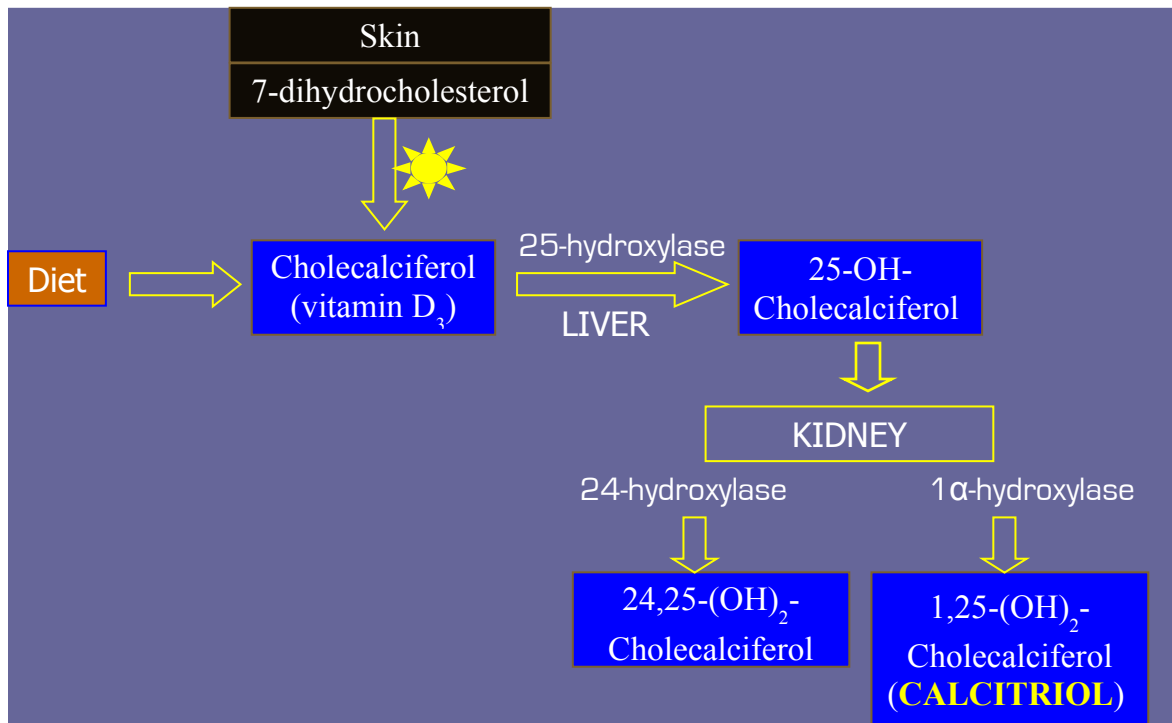 Skin
7-dihydrocholesterol
Diet
Cholecalciferol
(vitamin D₃)
25-hydroxylase
LIVER
25-OH-
Cholecalciferol
KIDNEY
24-hydroxylase
1α-hydroxylase
24,25-(OH)₂-
Cholecalciferol
1,25-(OH)₂-
Cholecalciferol
(CALCITRIOL)